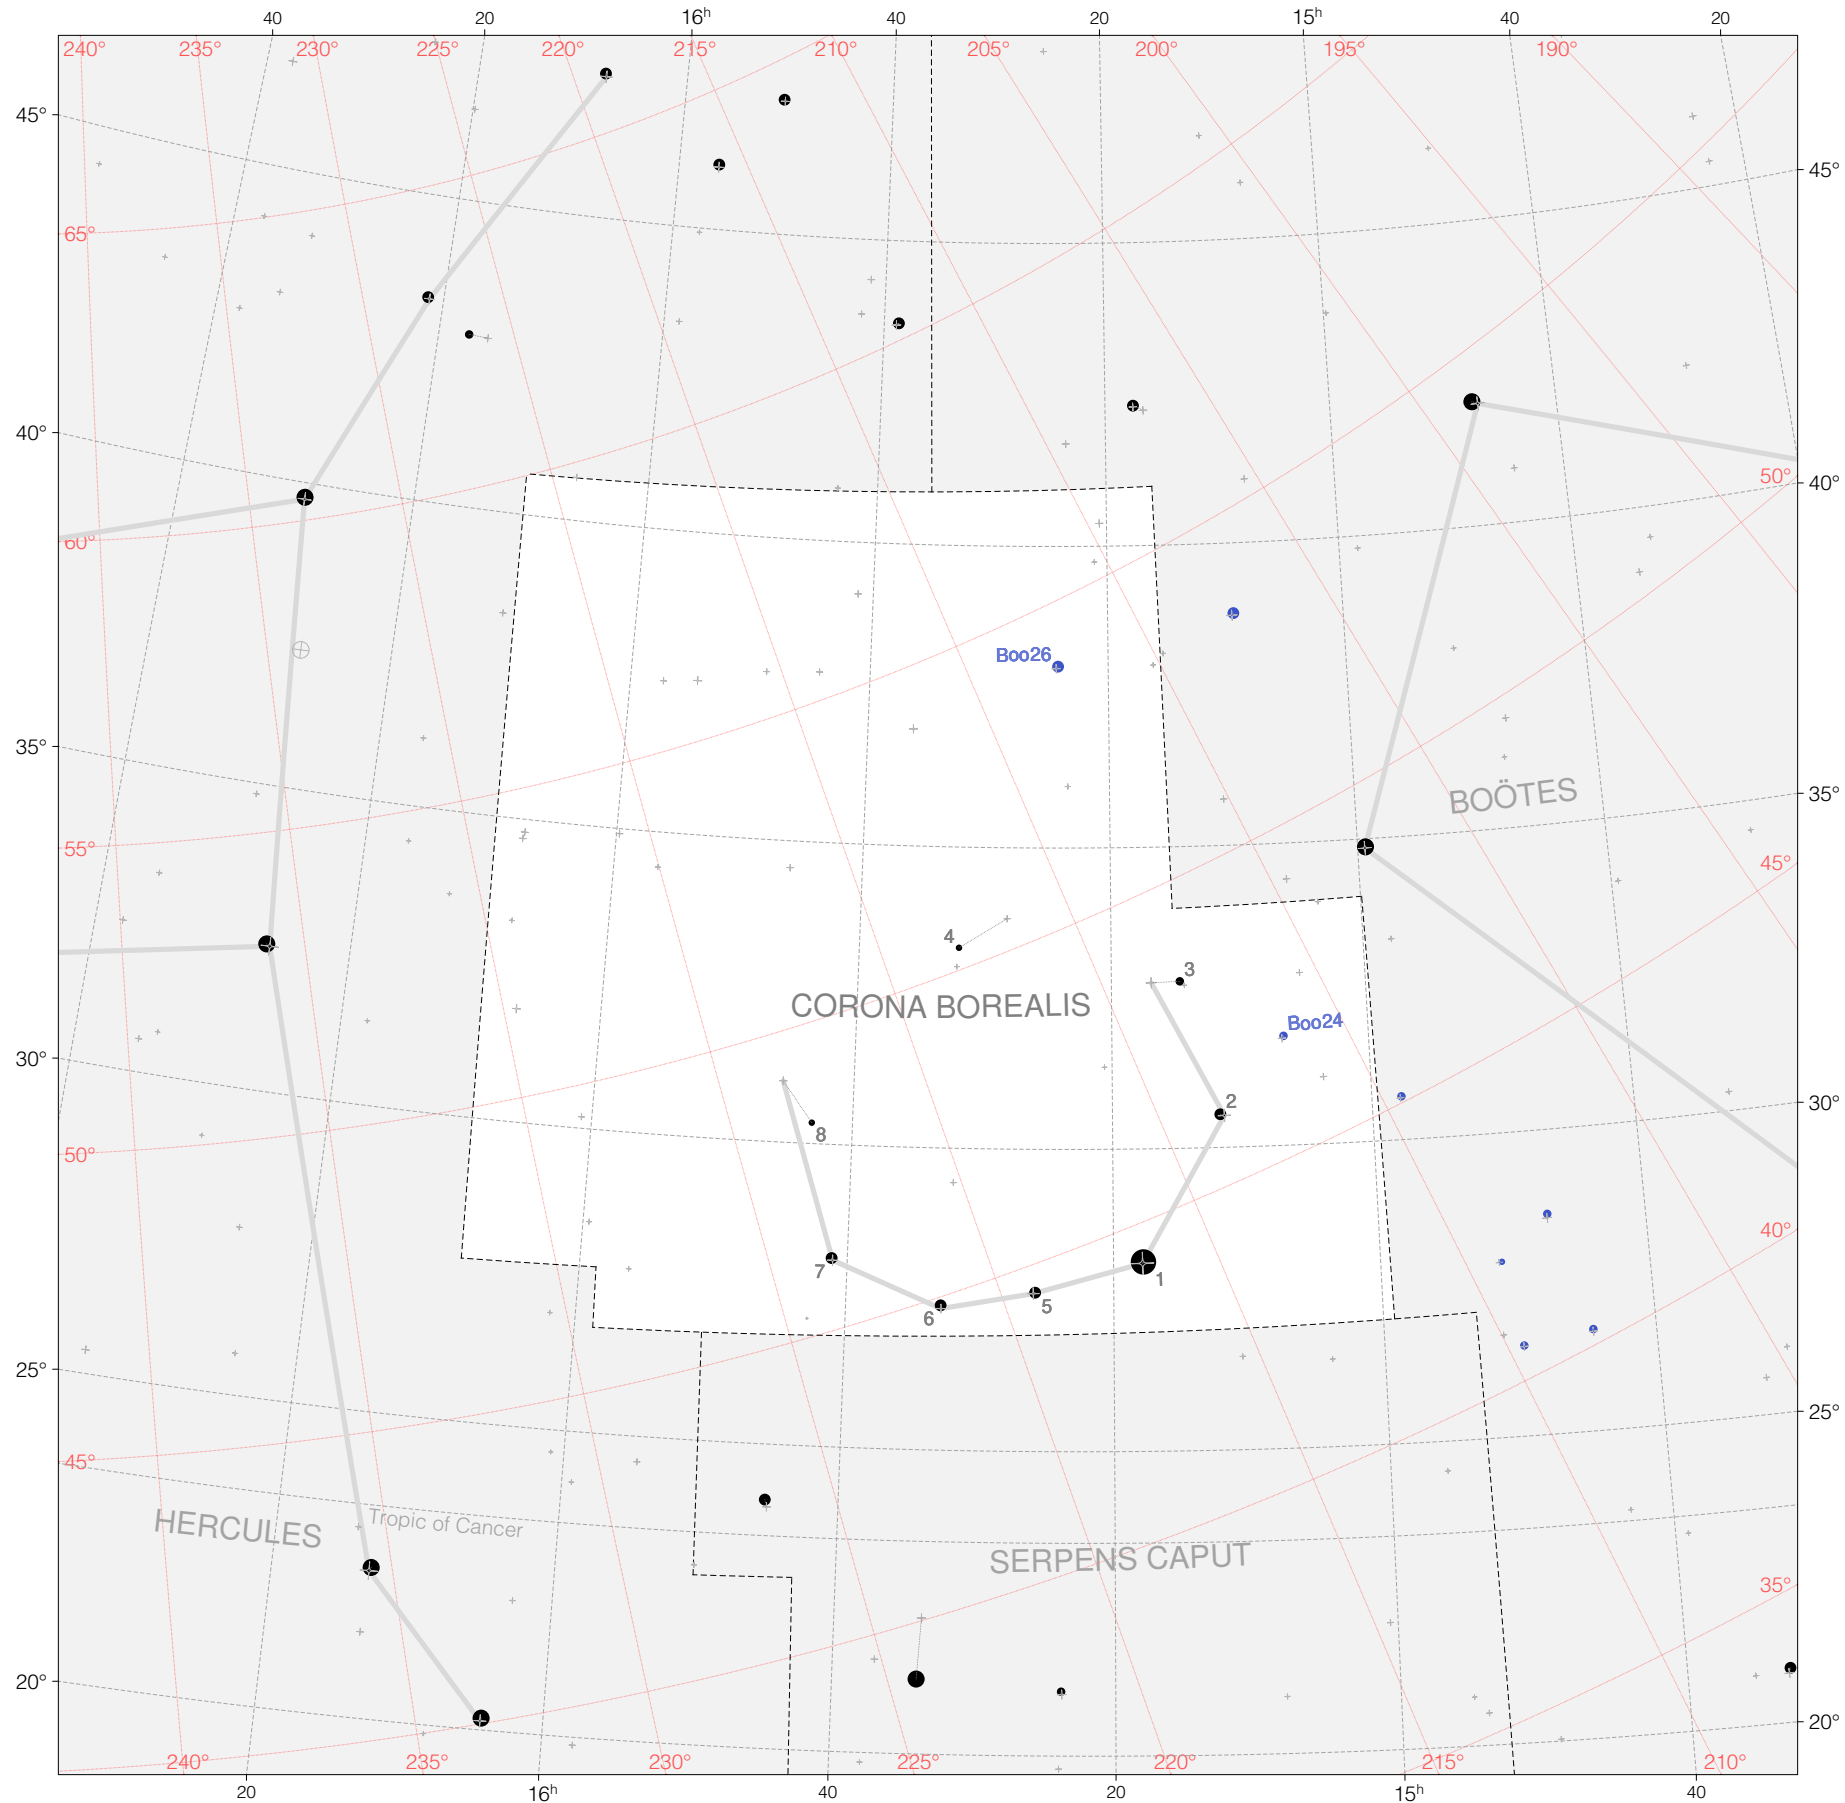 40 20 16h 40 20 15h 40 20
240° 235° 230° 225° 220° 215° 210° 205° 200° 195° 190°
45°
45°
65°
40°
50°
40°
60°
Boo26
35°
BOÖTES
35°
55°
45°
4
3
CORONA BOREALIS
Boo24
30°
2
30°
8
50°
40°
7
1
5
6
25°
25°
45°
HERCULES
Tropic of Cancer
SERPENS CAPUT
35°
20°
20°
240° 235° 230° 225° 220° 215° 210°
20 16h 40 20 15h 40